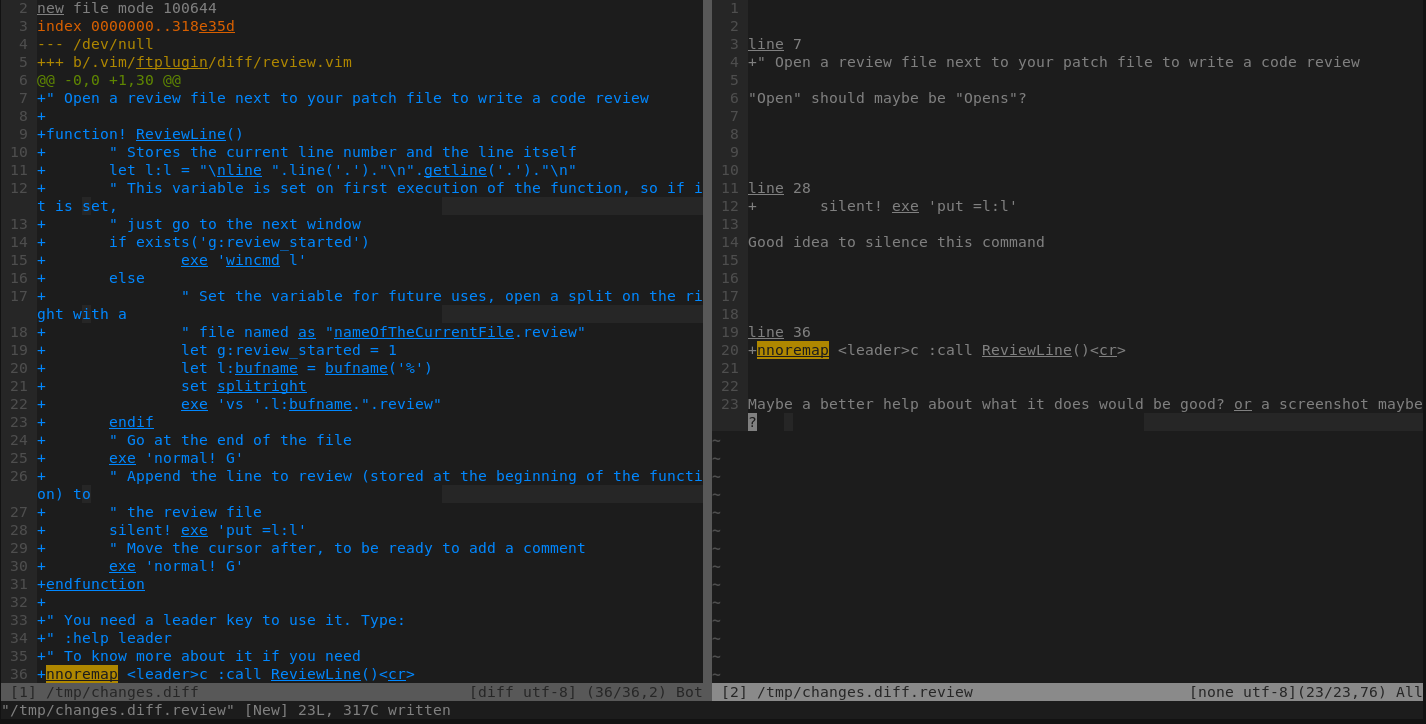 2 new file mode 100644
3 index 0000000..318e35d
4 --- /dev/null
5 +++ b/.vim/ftplugin/diff/review.vim
6 @@ -0,0 +1,30 @@
7 +" Open a review file next to your patch file to write a code review
8 +
9 +function! ReviewLine()
10 +       " Stores the current line number and the line itself
11 +       let l:l = "\nline ".line('.')."\n".getline('.')."\n"
12 +       " This variable is set on first execution of the function, so if i
t is set,
13 +       " just go to the next window
14 +       if exists('g:review_started')
15 +               exe 'wincmd l'
16 +       else
17 +               " Set the variable for future uses, open a split on the ri
ght with a
18 +               " file named as "nameOfTheCurrentFile.review"
19 +               let g:review_started = 1
20 +               let l:bufname = bufname('%')
21 +               set splitright
22 +               exe 'vs '.l:bufname.".review"
23 +       endif
24 +       " Go at the end of the file
25 +       exe 'normal! G'
26 +       " Append the line to review (stored at the beginning of the functi
on) to
27 +       " the review file
28 +       silent! exe 'put =l:l'
29 +       " Move the cursor after, to be ready to add a comment
30 +       exe 'normal! G'
31 +endfunction
32 +
33 +" You need a leader key to use it. Type:
34 +" :help leader
35 +" To know more about it if you need
36 +nnoremap <leader>c :call ReviewLine()<cr>
[1] /tmp/changes.diff [diff utf-8] (36/36,2) Bot
1
2
3 line 7
4 +" Open a review file next to your patch file to write a code review
5
6 "Open" should maybe be "Opens"?
7
8
9
10
11 line 28
12 +       silent! exe 'put =l:l'
13
14 Good idea to silence this command
15
16
17
18
19 line 36
20 +nnoremap <leader>c :call ReviewLine()<cr>
21
22
23 Maybe a better help about what it does would be good? or a screenshot maybe
?
~
~
~
~
~
~
~
~
~
~
~
~
~
~
[2] /tmp/changes.diff.review [none utf-8](23/23,76) All
"/tmp/changes.diff.review" [New] 23L, 317C written